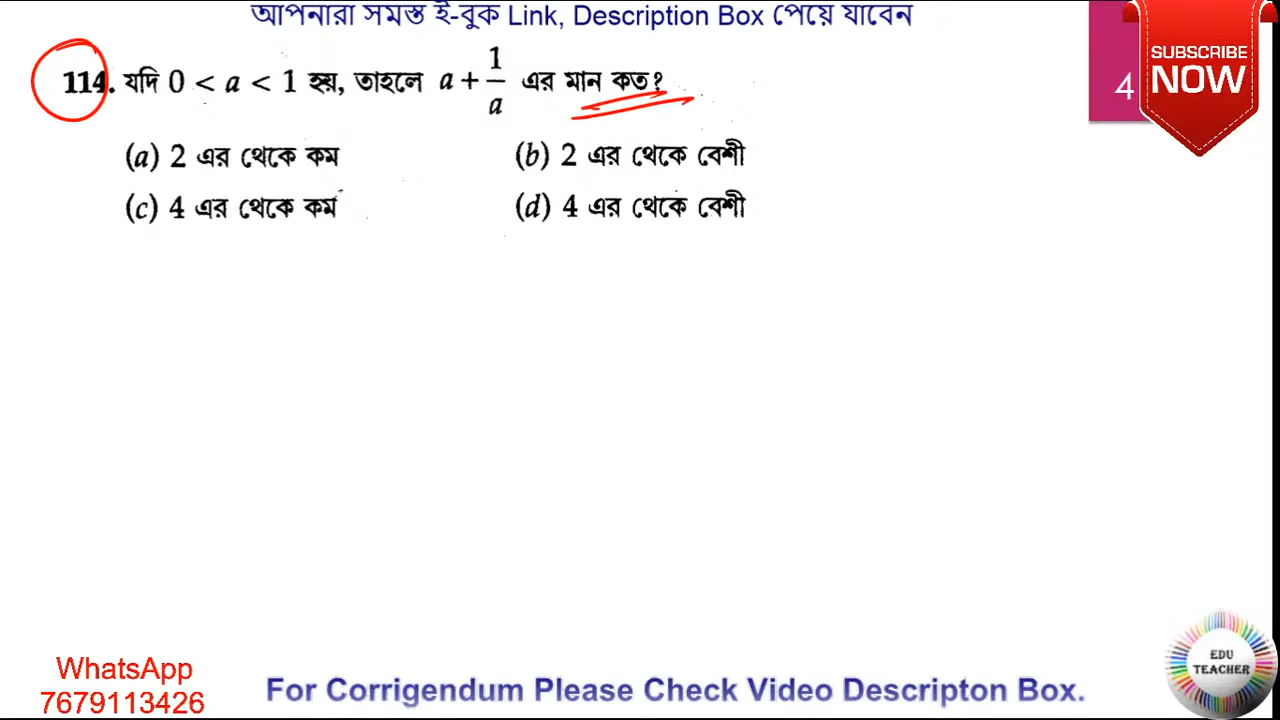 আপনারা সমস্ত ই-বুক Link, Description Box পেয়ে যাবেন
SUBSCRIBE
NOW
4
114. যদি 0 < a < 1 হয়, তাহলে a + 1/a এর মান কত?
(a) 2 এর থেকে কম
(b) 2 এর থেকে বেশী
(c) 4 এর থেকে কম
(d) 4 এর থেকে বেশী
EDU
TEACHER
WhatsApp
7679113426
For Corrigendum Please Check Video Descripton Box.